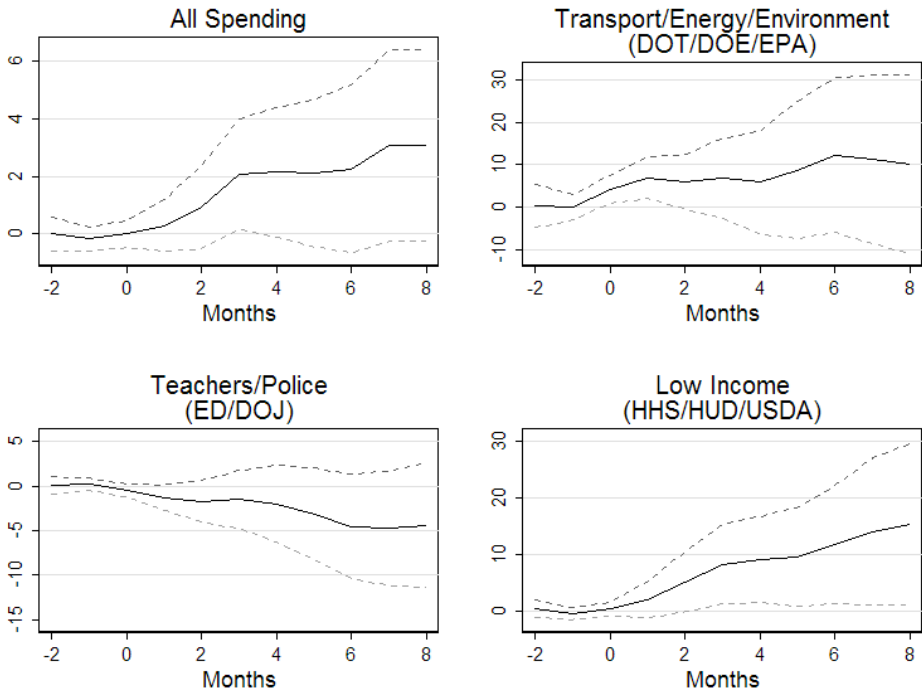 All Spending
6
4
2
0
-2 0 2 4 6 8
Months
Transport/Energy/Environment
(DOT/DOE/EPA)
30
20
10
0
-10
-2 0 2 4 6 8
Months
Teachers/Police
(ED/DOJ)
5
0
-5
-10
-15
-2 0 2 4 6 8
Months
Low Income
(HHS/HUD/USDA)
30
20
10
0
-2 0 2 4 6 8
Months